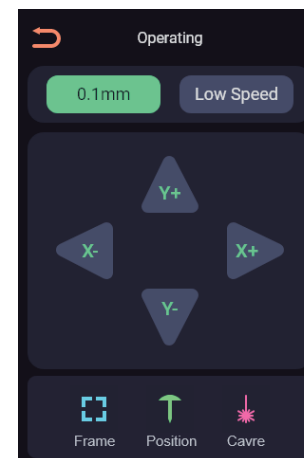 Operating
0.1mm Low Speed
Y+
X- X+
Y-
Frame Position Cavre